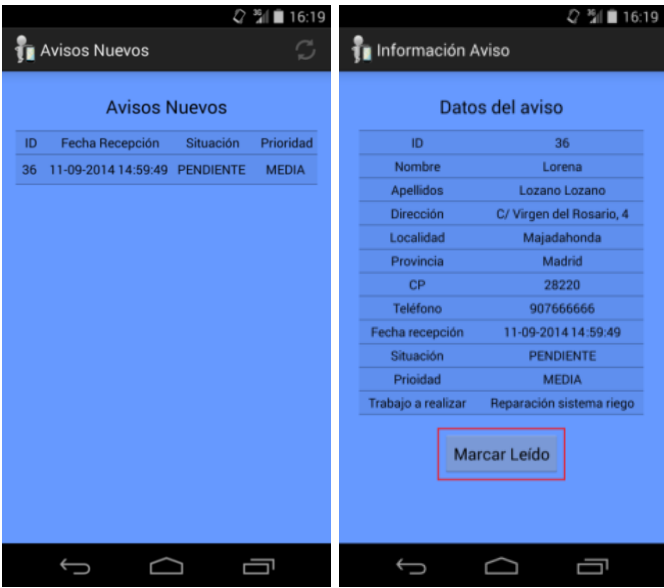 3G 16:19
Avisos Nuevos
Avisos Nuevos
ID Fecha Recepción Situación Prioridad
36 11-09-2014 14:59:49 PENDIENTE MEDIA
3G 16:19
Información Aviso
Datos del aviso
ID 36
Nombre Lorena
Apellidos Lozano Lozano
Dirección C/ Virgen del Rosario, 4
Localidad Majadahonda
Provincia Madrid
CP 28220
Teléfono 907666666
Fecha recepción 11-09-2014 14:59:49
Situación PENDIENTE
Prioidad MEDIA
Trabajo a realizar Reparación sistema riego
Marcar Leído